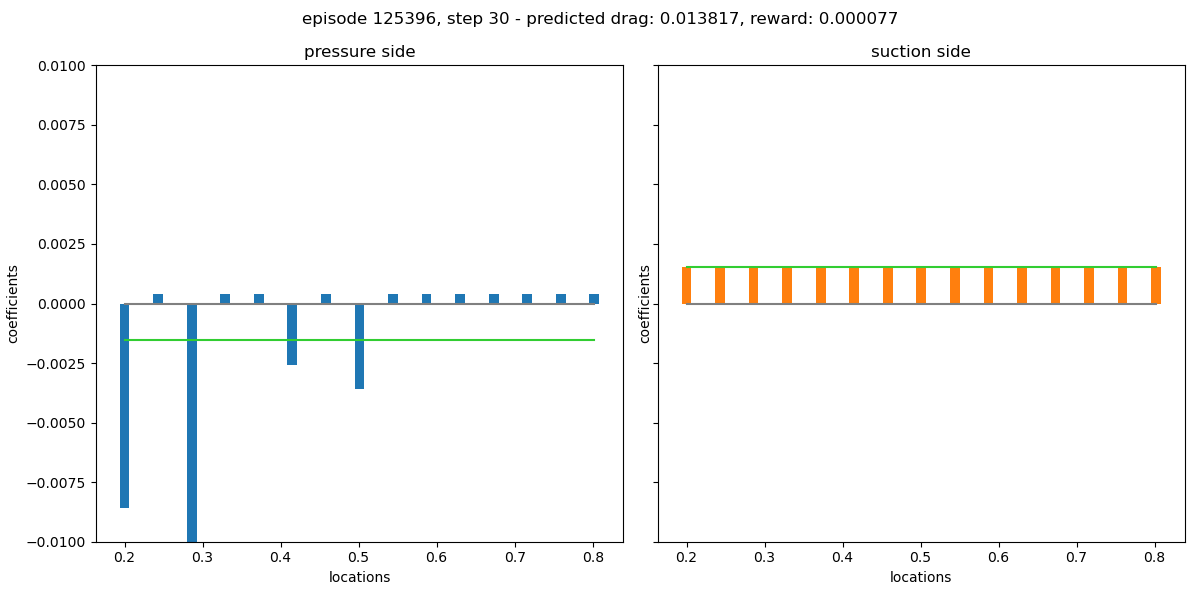 episode 125396, step 30 - predicted drag: 0.013817, reward: 0.000077
pressure side
0.0100
0.0075
0.0050
0.0025
0.0000
−0.0025
−0.0050
−0.0075
−0.0100
coefficients
0.2 0.3 0.4 0.5 0.6 0.7 0.8
locations
suction side
coefficients
0.2 0.3 0.4 0.5 0.6 0.7 0.8
locations